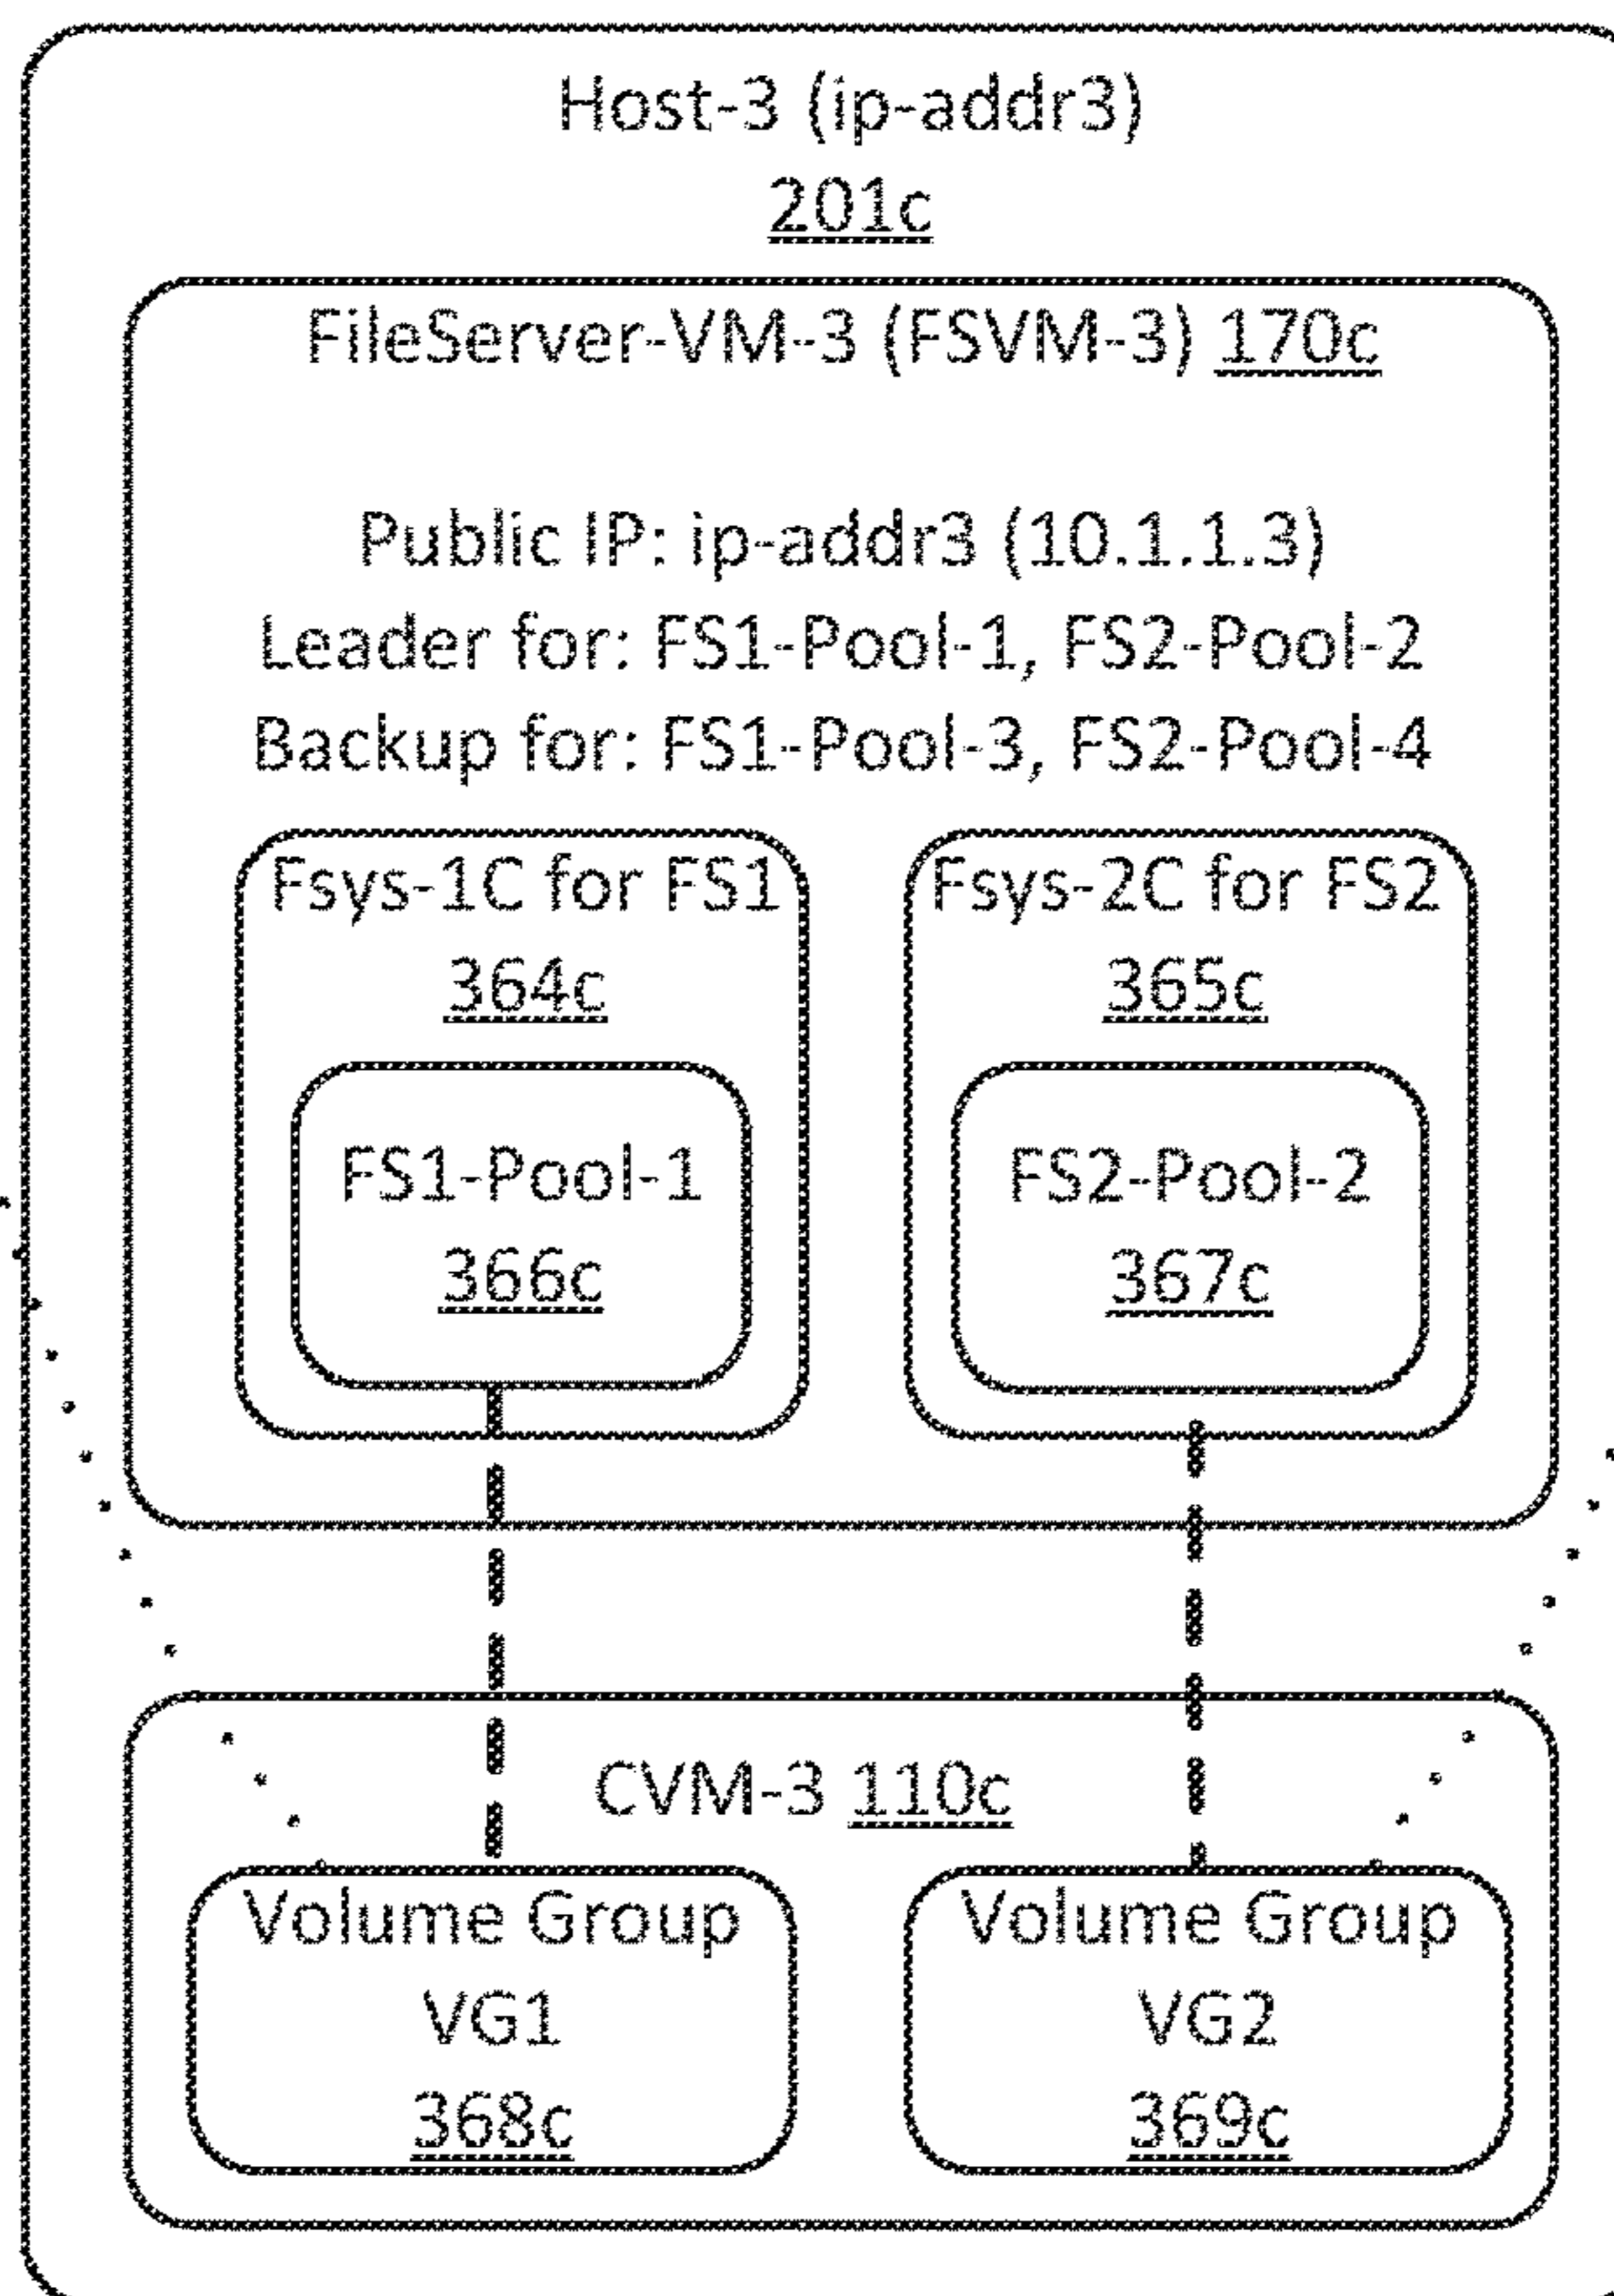 Host-3 (ip-addr3)
201c
FileServer-VM-3 (FSVM-3) 170c
Public IP: ip-addr3 (10.1.1.3)
Leader for: FS1-Pool-1, FS2-Pool-2
Backup for: FS1-Pool-3, FS2-Pool-4
Fsys-1C for FS1
364c
FS1-Pool-1
366c
Fsys-2C for FS2
365c
FS2-Pool-2
367c
CVM-3 110c
Volume Group
VG1
368c
Volume Group
VG2
369c